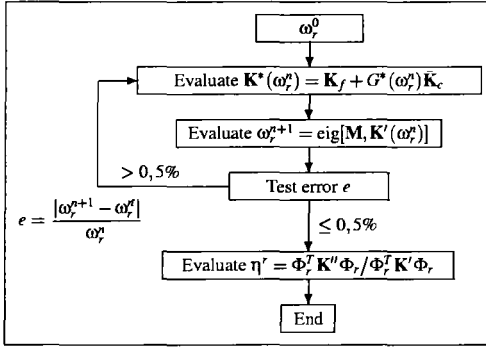 ω_r^0
Evaluate K*(ω_r^n) = K_f + G*(ω_r^n)K̄_c
Evaluate ω_r^{n+1} = eig[M, K′(ω_r^n)]
> 0,5%
Test error e
e = |ω_r^{n+1} − ω_r^n| / ω_r^n
≤ 0,5%
Evaluate η^r = Φ_r^T K″Φ_r/Φ_r^T K′Φ_r
End